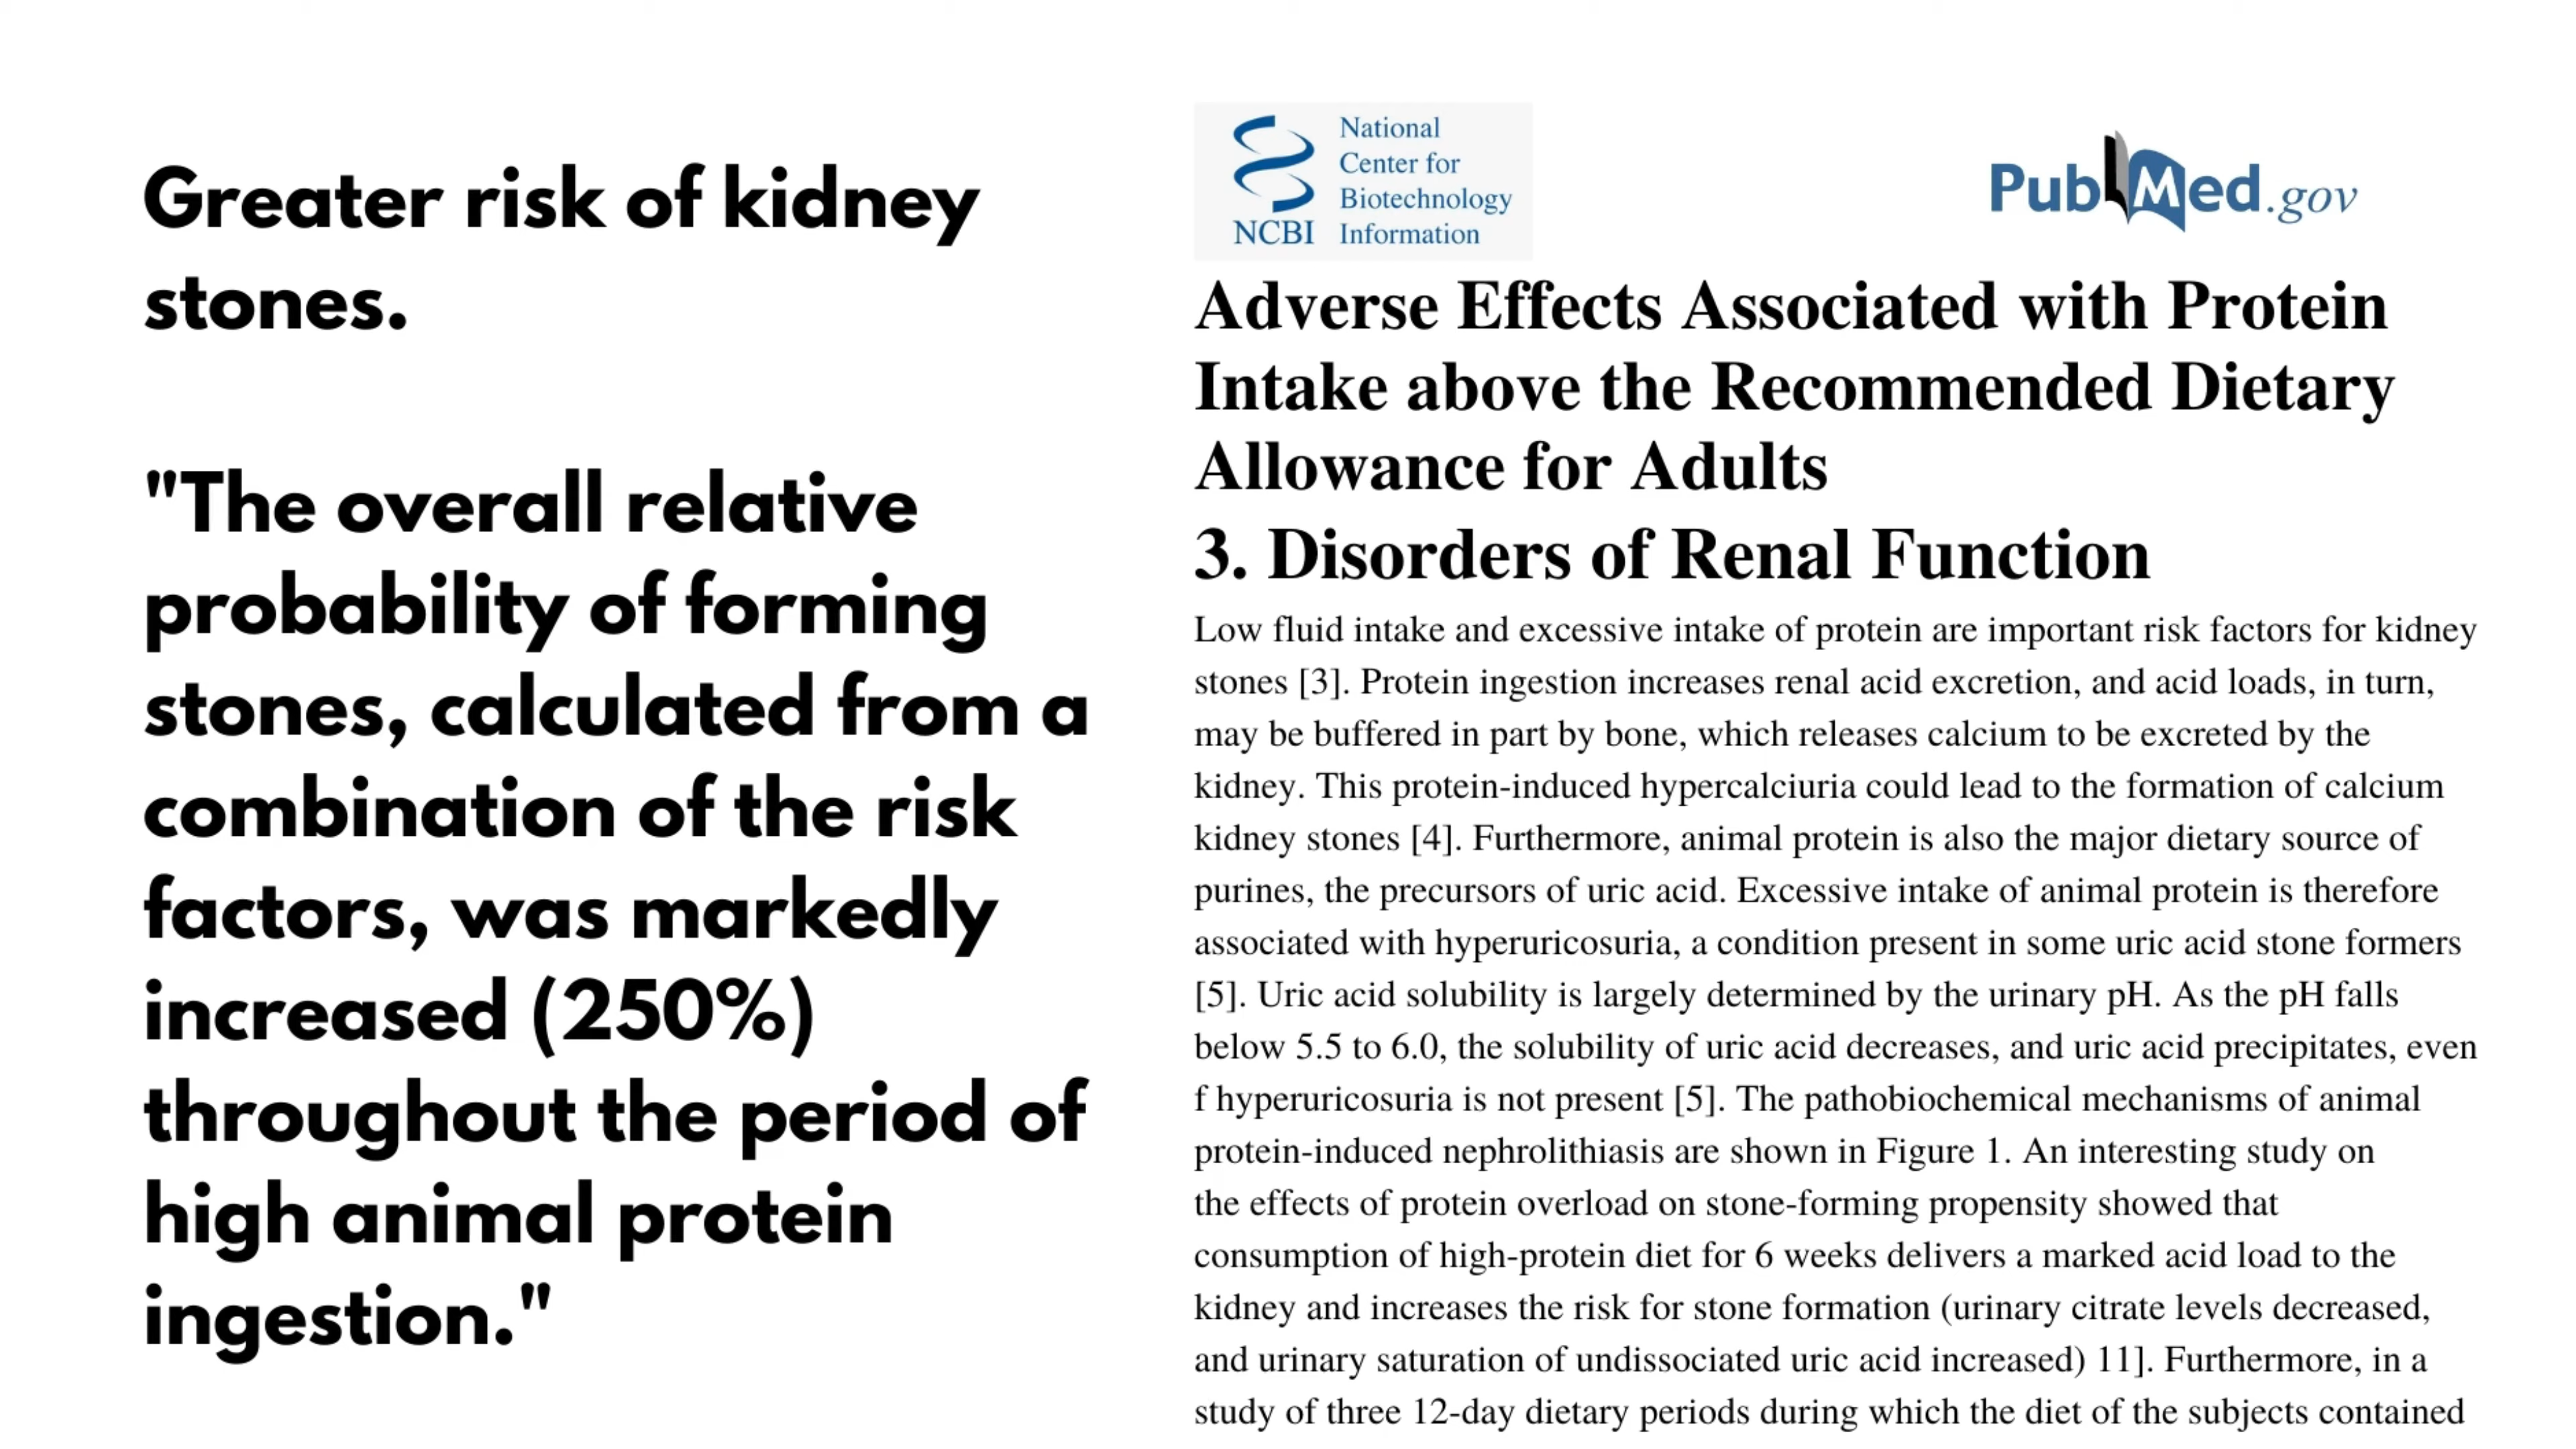 Greater risk of kidney
stones.
"The overall relative
probability of forming
stones, calculated from a
combination of the risk
factors, was markedly
increased (250%)
throughout the period of
high animal protein
ingestion."
NCBI
National
Center for
Biotechnology
Information
PubMed.gov
Adverse Effects Associated with Protein
Intake above the Recommended Dietary
Allowance for Adults
3. Disorders of Renal Function
Low fluid intake and excessive intake of protein are important risk factors for kidney
stones [3]. Protein ingestion increases renal acid excretion, and acid loads, in turn,
may be buffered in part by bone, which releases calcium to be excreted by the
kidney. This protein-induced hypercalciuria could lead to the formation of calcium
kidney stones [4]. Furthermore, animal protein is also the major dietary source of
purines, the precursors of uric acid. Excessive intake of animal protein is therefore
associated with hyperuricosuria, a condition present in some uric acid stone formers
[5]. Uric acid solubility is largely determined by the urinary pH. As the pH falls
below 5.5 to 6.0, the solubility of uric acid decreases, and uric acid precipitates, even
f hyperuricosuria is not present [5]. The pathobiochemical mechanisms of animal
protein-induced nephrolithiasis are shown in Figure 1. An interesting study on
the effects of protein overload on stone-forming propensity showed that
consumption of high-protein diet for 6 weeks delivers a marked acid load to the
kidney and increases the risk for stone formation (urinary citrate levels decreased,
and urinary saturation of undissociated uric acid increased) 11]. Furthermore, in a
study of three 12-day dietary periods during which the diet of the subjects contained